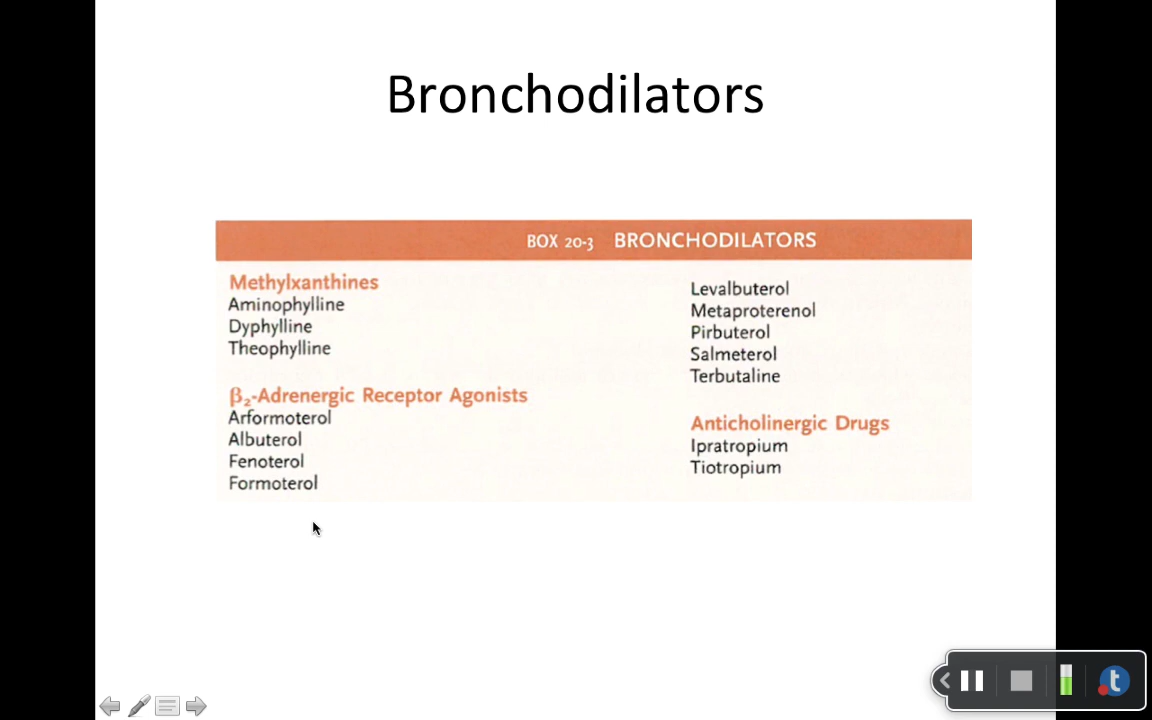 Bronchodilators
BOX 20-3 BRONCHODILATORS
Methylxanthines
Aminophylline
Dyphylline
Theophylline
β₂-Adrenergic Receptor Agonists
Arformoterol
Albuterol
Fenoterol
Formoterol
Levalbuterol
Metaproterenol
Pirbuterol
Salmeterol
Terbutaline
Anticholinergic Drugs
Ipratropium
Tiotropium
t